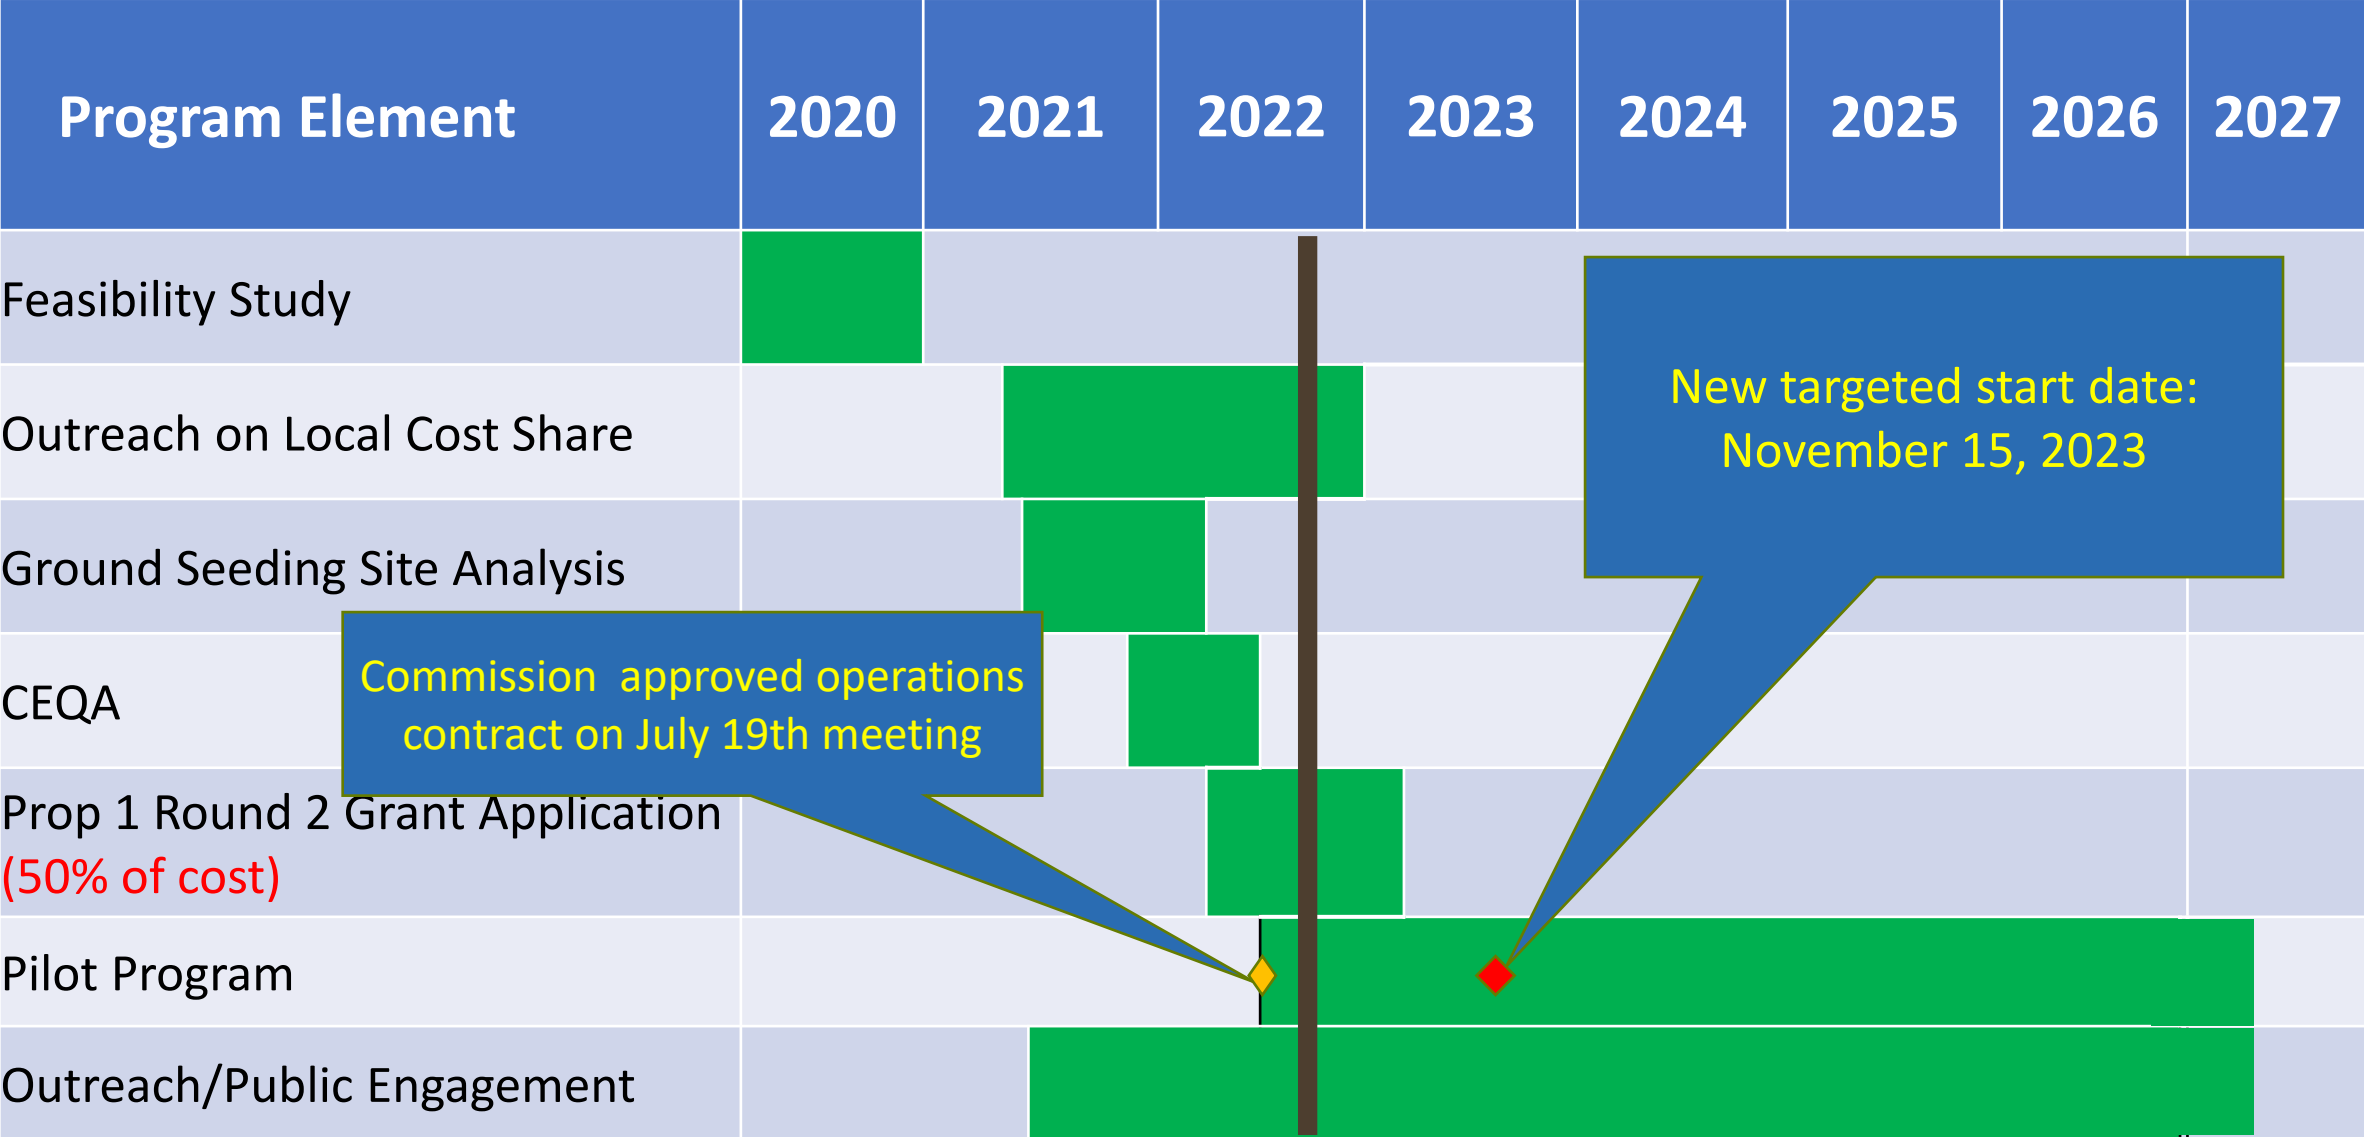 Program Element 2020 2021 2022 2023 2024 2025 2026 2027
Feasibility Study
New targeted start date:
November 15, 2023
Outreach on Local Cost Share
Ground Seeding Site Analysis
Commission approved operations
contract on July 19th meeting
CEQA
Prop 1 Round 2 Grant Application
(50% of cost)
Pilot Program
Outreach/Public Engagement